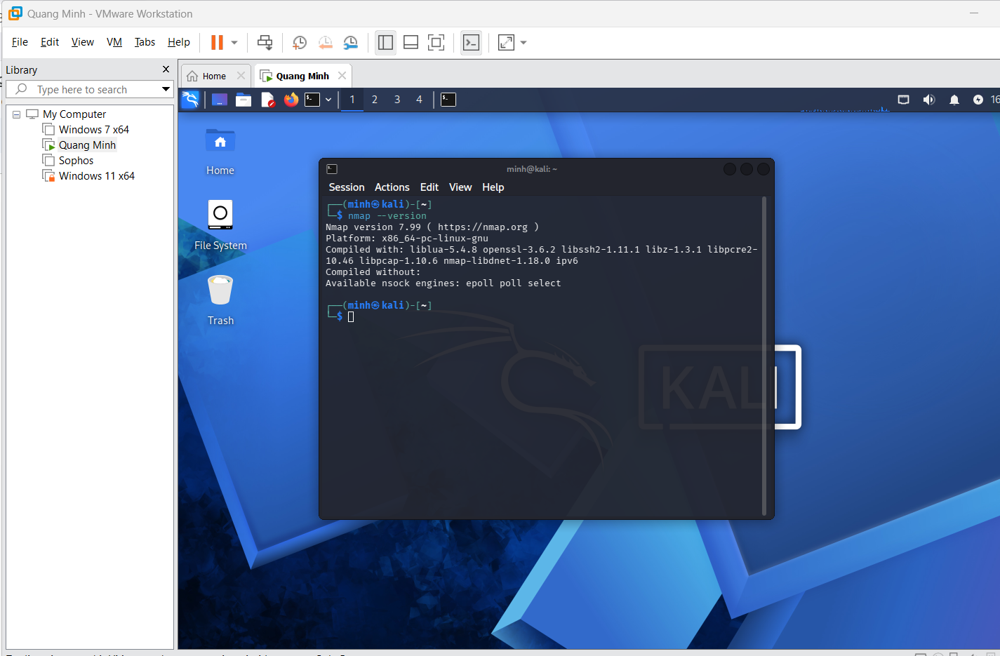 Quang Minh - VMware Workstation
File Edit View VM Tabs Help
Library
Home
Quang Minh
Type here to search
1 2 3 4
16
My Computer
Windows 7 x64
Quang Minh
Sophos
Windows 11 x64
Home
File System
Trash
minh@kali: ~
Session Actions Edit View Help
┌──(minh㉿kali)-[~]
└─$ nmap --version
Nmap version 7.99 ( https://nmap.org )
Platform: x86_64-pc-linux-gnu
Compiled with: liblua-5.4.8 openssl-3.6.2 libssh2-1.11.1 libz-1.3.1 libpcre2-
10.46 libpcap-1.10.6 nmap-libdnet-1.18.0 ipv6
Compiled without:
Available nsock engines: epoll poll select
┌──(minh㉿kali)-[~]
└─$
KALI